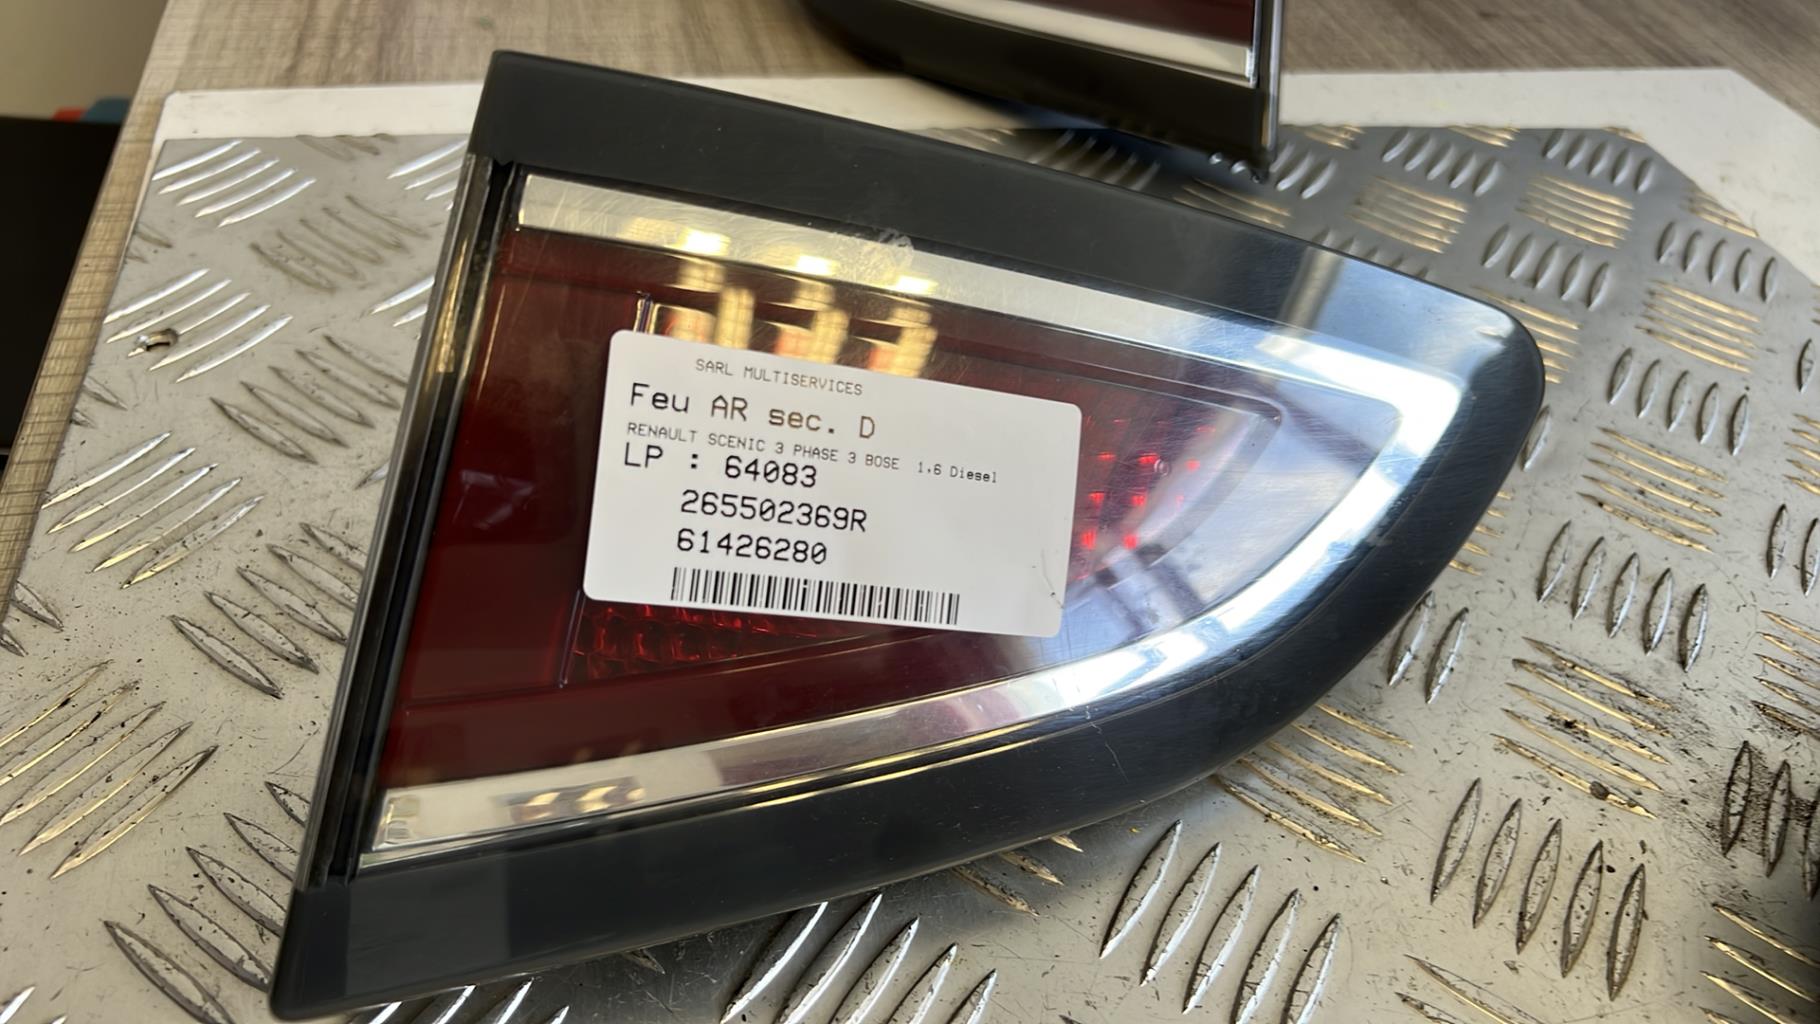 SARL MULTISERVICES
Feu AR sec. D
RENAULT SCENIC 3 PHASE 3 BOSE 1,6 Diesel
LP : 64083
265502369R
61426280